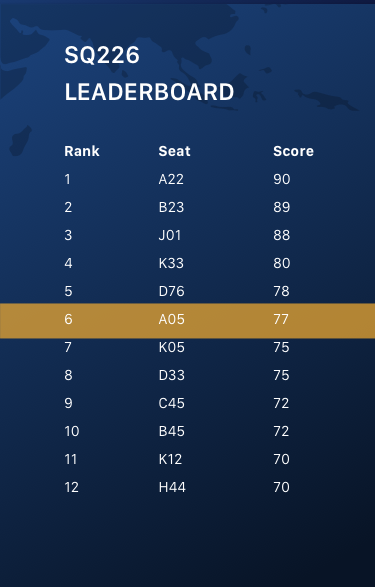 SQ226
LEADERBOARD
Rank Seat Score
1 A22 90
2 B23 89
3 J01 88
4 K33 80
5 D76 78
6 A05 77
7 K05 75
8 D33 75
9 C45 72
10 B45 72
11 K12 70
12 H44 70